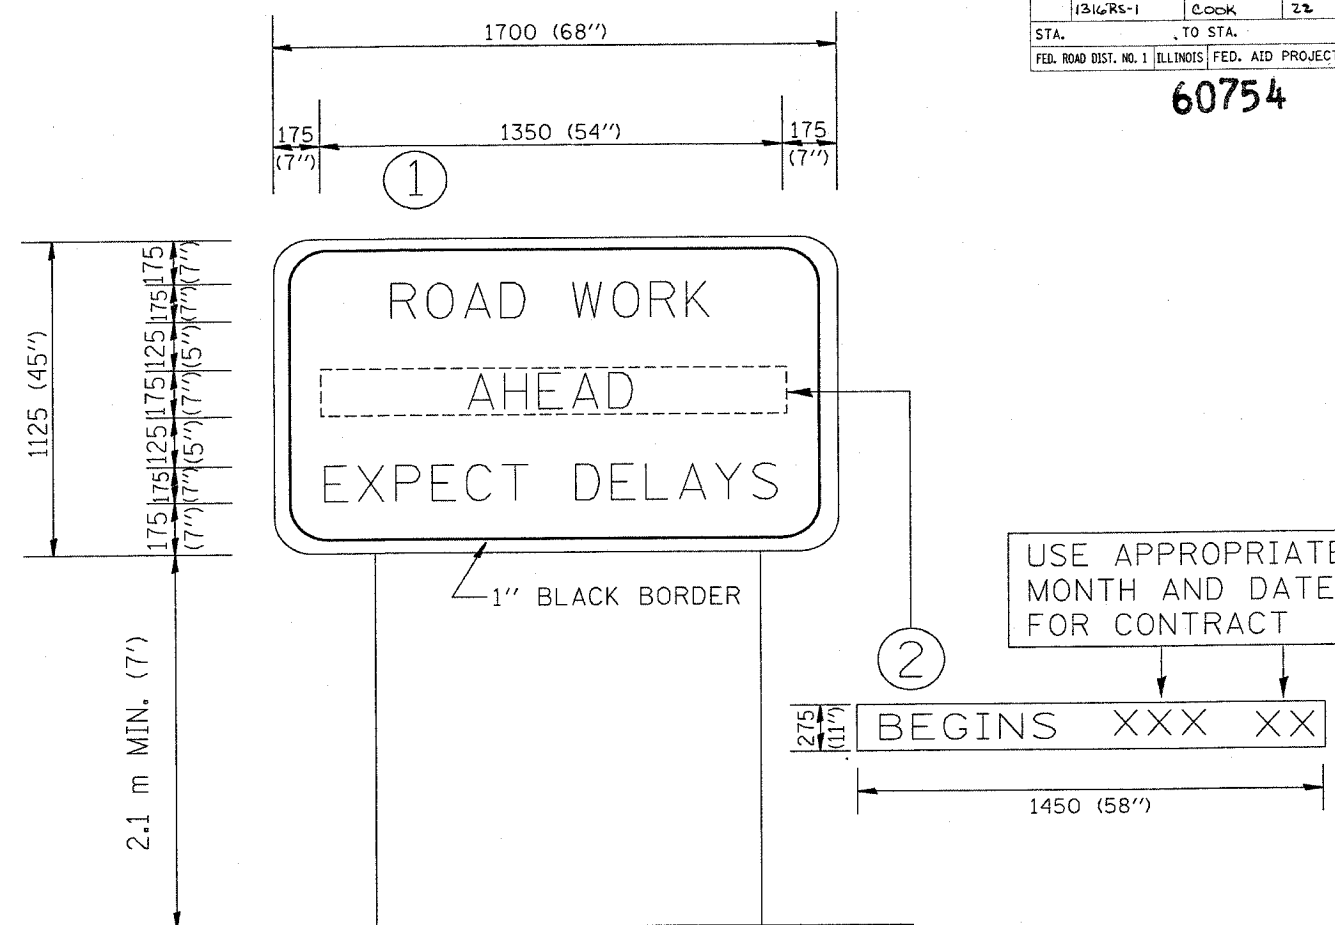 1316RS-1 COOK 22
STA. TO STA.
FED. ROAD DIST. NO. 1 ILLINOIS FED. AID PROJECT
60754
1700 (68")
175 (7")
1350 (54")
175 (7")
1
1125 (45")
175 (7")
175 (7")
125 (5")
175 (7")
125 (5")
175 (7")
175 (7")
ROAD WORK
AHEAD
EXPECT DELAYS
1" BLACK BORDER
2.1 m MIN. (7')
USE APPROPRIATE
MONTH AND DATE
FOR CONTRACT
2
275 (11")
BEGINS XXX XX
1450 (58")